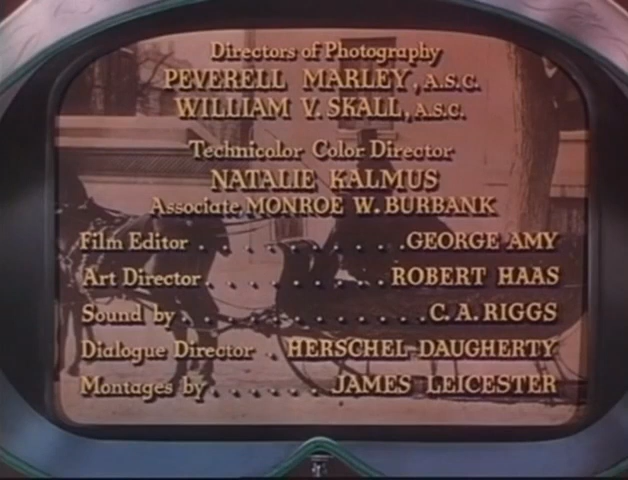 Directors of Photography
PEVERELL MARLEY, A.S.C.
WILLIAM V. SKALL, A.S.C.
Technicolor Color Director
NATALIE KALMUS
Associate MONROE W. BURBANK
Film Editor . . . . . . . . . . . . GEORGE AMY
Art Director . . . . . . . . . . . ROBERT HAAS
Sound by . . . . . . . . . . . . . . C. A. RIGGS
Dialogue Director . HERSCHEL DAUGHERTY
Montages by . . . . . . . JAMES LEICESTER